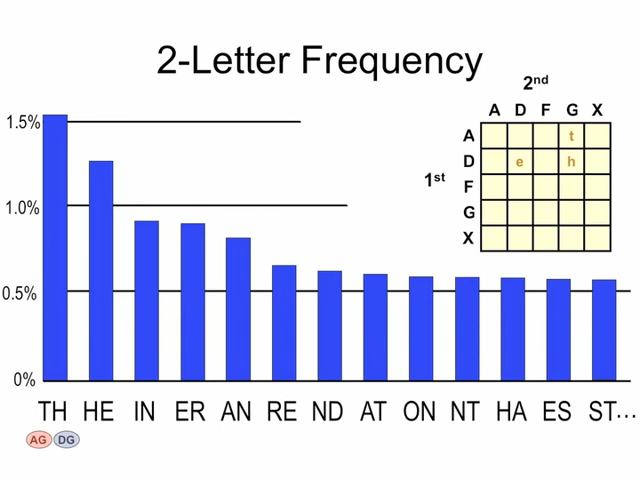 2-Letter Frequency
2nd
A D F G X
1st
A t
D e h
F
G
X
1.5%
1.0%
0.5%
0%
TH HE IN ER AN RE ND AT ON NT HA ES ST...
AG DG